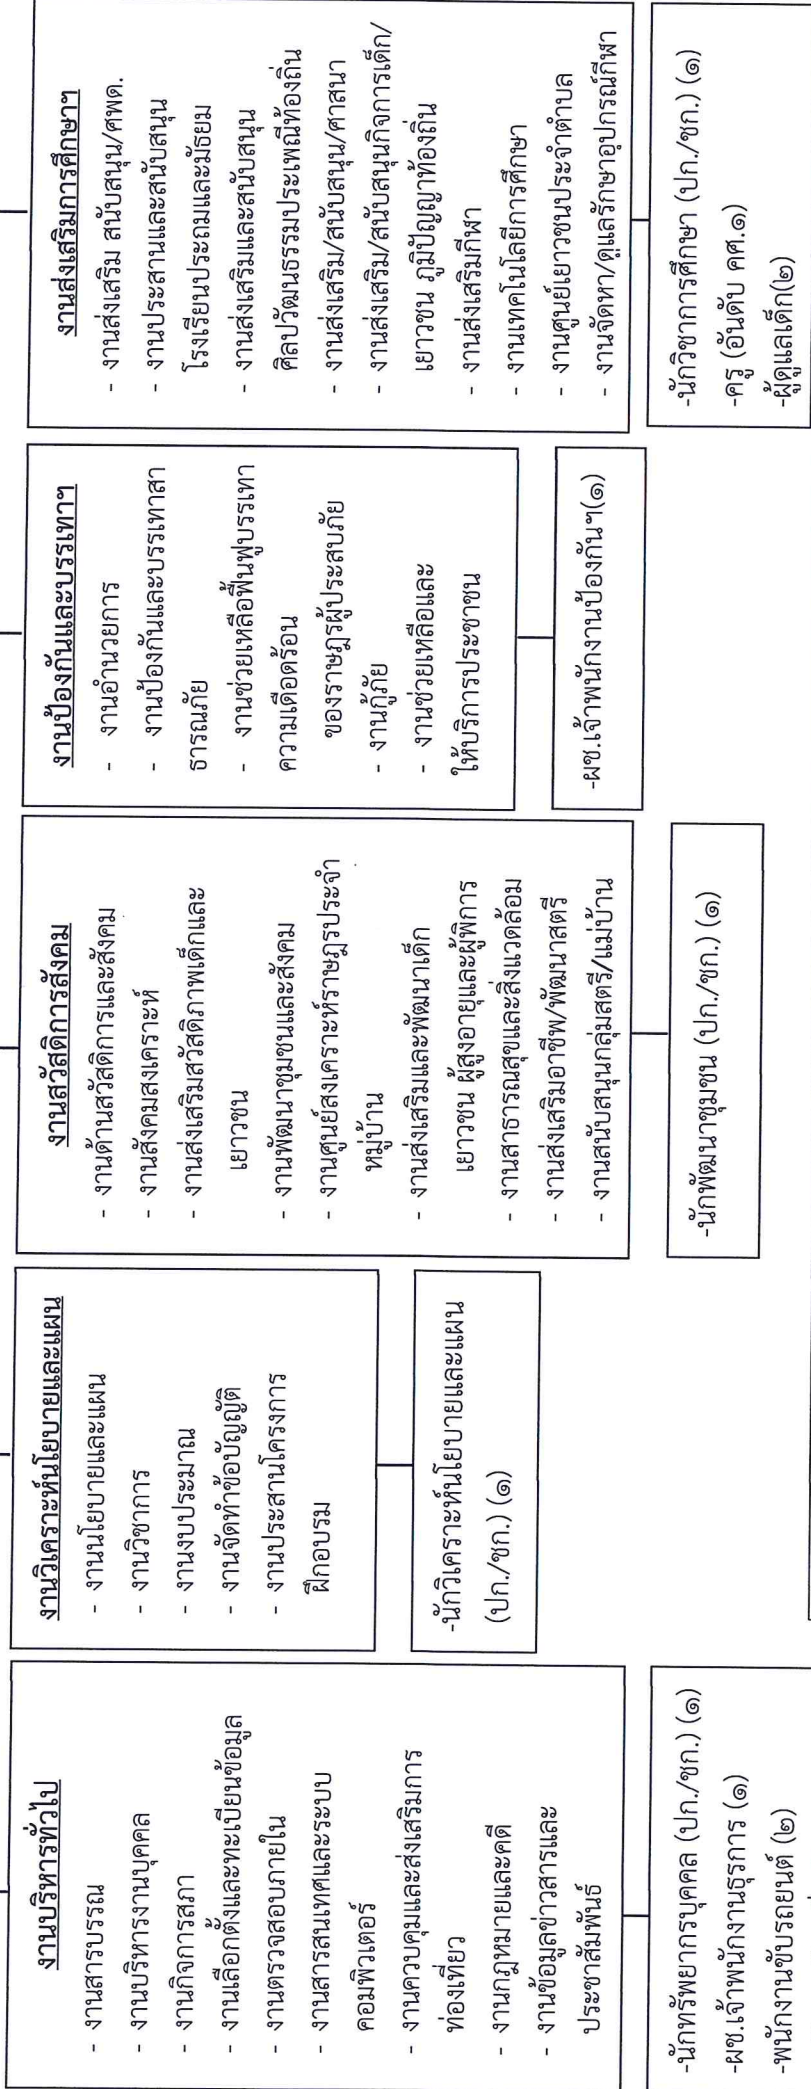 งานบริหารทั่วไป
- งานสารบรรณ
- งานบริหารงานบุคคล
- งานกิจการสภา
- งานเลือกตั้งและทะเบียนข้อมูล
- งานตรวจสอบภายใน
- งานสารสนเทศและระบบ
คอมพิวเตอร์
- งานควบคุมและส่งเสริมการ
ท่องเที่ยว
- งานกฎหมายและคดี
- งานข้อมูลข่าวสารและ
ประชาสัมพันธ์
-นักทรัพยากรบุคคล (ปก./ชก.) (๑)
-ผช.เจ้าพนักงานธุรการ (๑)
-พนักงานขับรถยนต์ (๒)
งานวิเคราะห์นโยบายและแผน
- งานนโยบายและแผน
- งานวิชาการ
- งานงบประมาณ
- งานจัดทำข้อบัญญัติ
- งานประสานโครงการ
ฝึกอบรม
-นักวิเคราะห์นโยบายและแผน
(ปก./ชก.) (๑)
งานสวัสดิการสังคม
- งานด้านสวัสดิการและสังคม
- งานสังคมสงเคราะห์
- งานส่งเสริมสวัสดิภาพเด็กและ
เยาวชน
- งานพัฒนาชุมชนและสังคม
- งานศูนย์สงเคราะห์ราษฎรประจำ
หมู่บ้าน
- งานส่งเสริมและพัฒนาเด็ก
เยาวชน ผู้สูงอายุและผู้พิการ
- งานสาธารณสุขและสิ่งแวดล้อม
- งานส่งเสริมอาชีพ/พัฒนาสตรี
- งานสนับสนุนกลุ่มสตรี/แม่บ้าน
-นักพัฒนาชุมชน (ปก./ชก.) (๑)
งานป้องกันและบรรเทาฯ
- งานอำนวยการ
- งานป้องกันและบรรเทาสา
ธารณภัย
- งานช่วยเหลือฟื้นฟูบรรเทา
ความเดือดร้อน
ของราษฎรผู้ประสบภัย
- งานกู้ภัย
- งานช่วยเหลือและ
ให้บริการประชาชน
-ผช.เจ้าพนักงานป้องกันฯ(๑)
งานส่งเสริมการศึกษาฯ
- งานส่งเสริม สนับสนุน/ศพด.
- งานประสานและสนับสนุน
โรงเรียนประถมและมัธยม
- งานส่งเสริมและสนับสนุน
ศิลปวัฒนธรรมประเพณีท้องถิ่น
- งานส่งเสริม/สนับสนุน/ศาสนา
- งานส่งเสริม/สนับสนุนกิจการเด็ก/
เยาวชน ภูมิปัญญาท้องถิ่น
- งานส่งเสริมกีฬา
- งานเทคโนโลยีการศึกษา
- งานศูนย์เยาวชนประจำตำบล
- งานจัดหา/ดูแลรักษาอุปกรณ์กีฬา
-นักวิชาการศึกษา (ปก./ชก.) (๑)
-ครู (อันดับ คศ.๑)
-ผู้ดูแลเด็ก(๒)